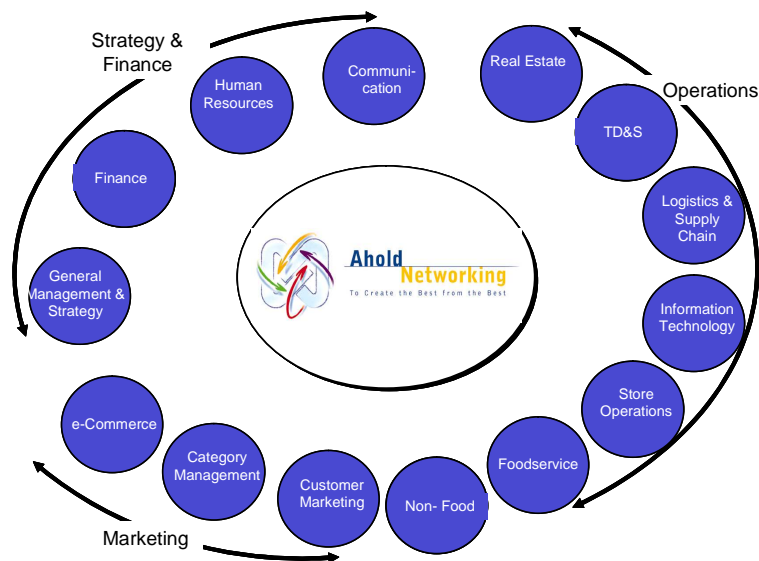 Strategy &
Finance
Human
Resources
Communi-
cation
Real Estate
Operations
TD&S
Finance
Logistics &
Supply
Chain
General
Management &
Strategy
Ahold
Networking
To Create the Best from the Best
Information
Technology
Store
Operations
e-Commerce
Category
Management
Customer
Marketing
Non- Food
Foodservice
Marketing